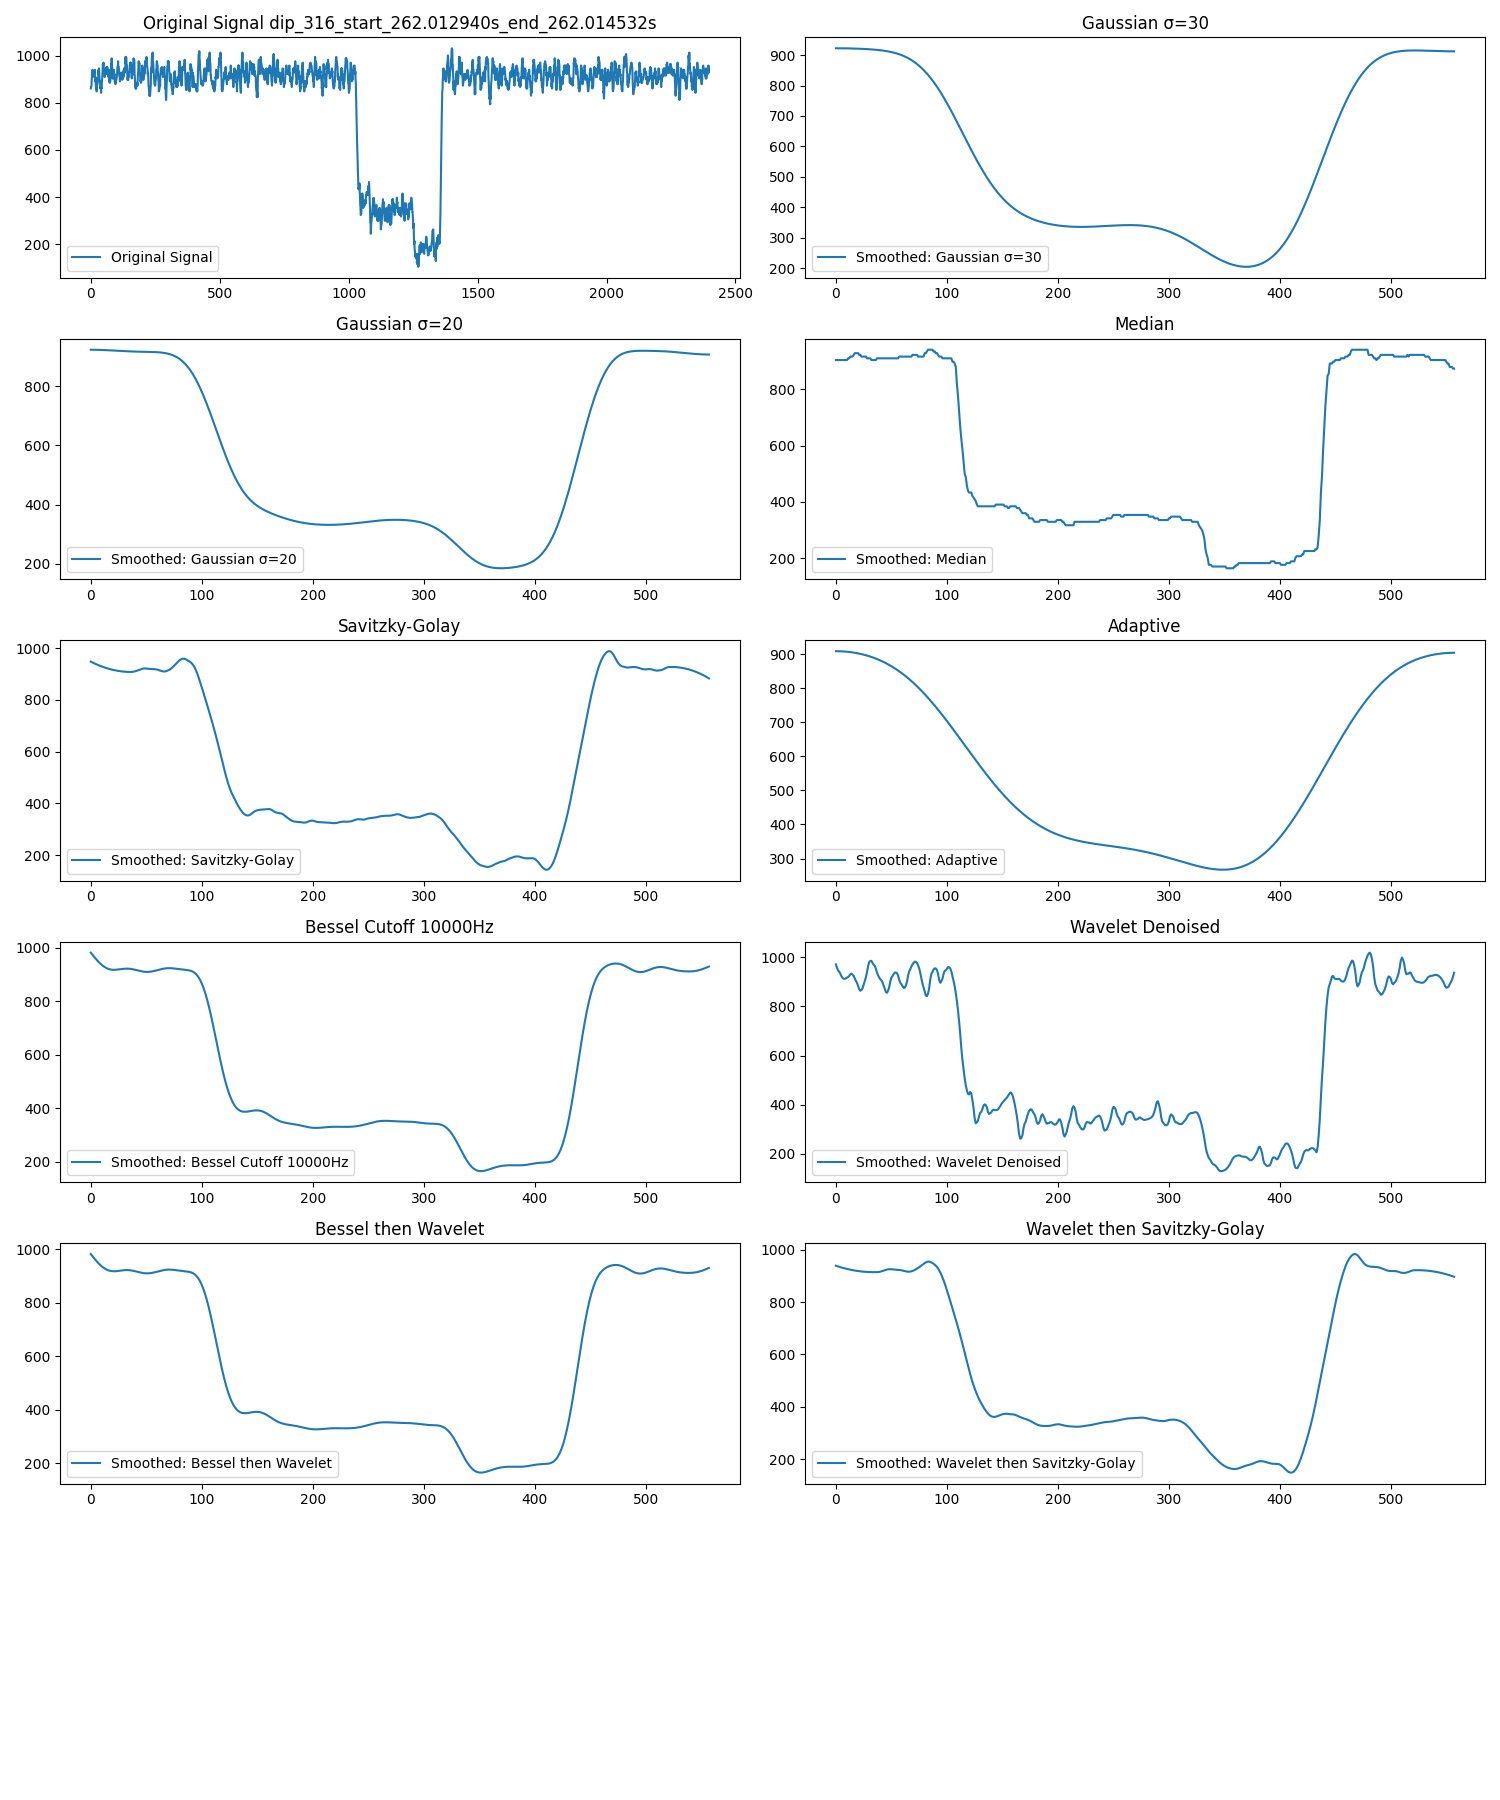 Original Signal dip_316_start_262.012940s_end_262.014532s
1000
800
600
400
200
Original Signal
0 500 1000 1500 2000 2500
Gaussian σ=30
900
800
700
600
500
400
300
200
Smoothed: Gaussian σ=30
0 100 200 300 400 500
Gaussian σ=20
800
600
400
200
Smoothed: Gaussian σ=20
0 100 200 300 400 500
Median
800
600
400
200
Smoothed: Median
0 100 200 300 400 500
Savitzky-Golay
1000
800
600
400
200
Smoothed: Savitzky-Golay
0 100 200 300 400 500
Adaptive
900
800
700
600
500
400
300
Smoothed: Adaptive
0 100 200 300 400 500
Bessel Cutoff 10000Hz
1000
800
600
400
200
Smoothed: Bessel Cutoff 10000Hz
0 100 200 300 400 500
Wavelet Denoised
1000
800
600
400
200
Smoothed: Wavelet Denoised
0 100 200 300 400 500
Bessel then Wavelet
1000
800
600
400
200
Smoothed: Bessel then Wavelet
0 100 200 300 400 500
Wavelet then Savitzky-Golay
1000
800
600
400
200
Smoothed: Wavelet then Savitzky-Golay
0 100 200 300 400 500